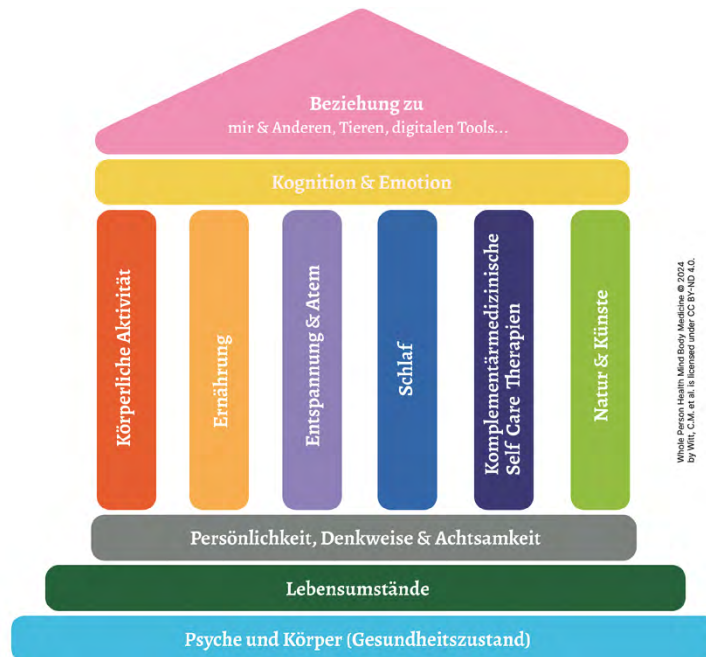 Beziehung zu
mir & Anderen, Tieren, digitalen Tools...
Kognition & Emotion
Körperliche Aktivität
Ernährung
Entspannung & Atem
Schlaf
Komplementärmedizinische
Self Care Therapien
Natur & Künste
Whole Person Health Mind Body Medicine © 2024
by Witt, C.M. et al. is licensed under CC BY-ND 4.0.
Persönlichkeit, Denkweise & Achtsamkeit
Lebensumstände
Psyche und Körper (Gesundheitszustand)